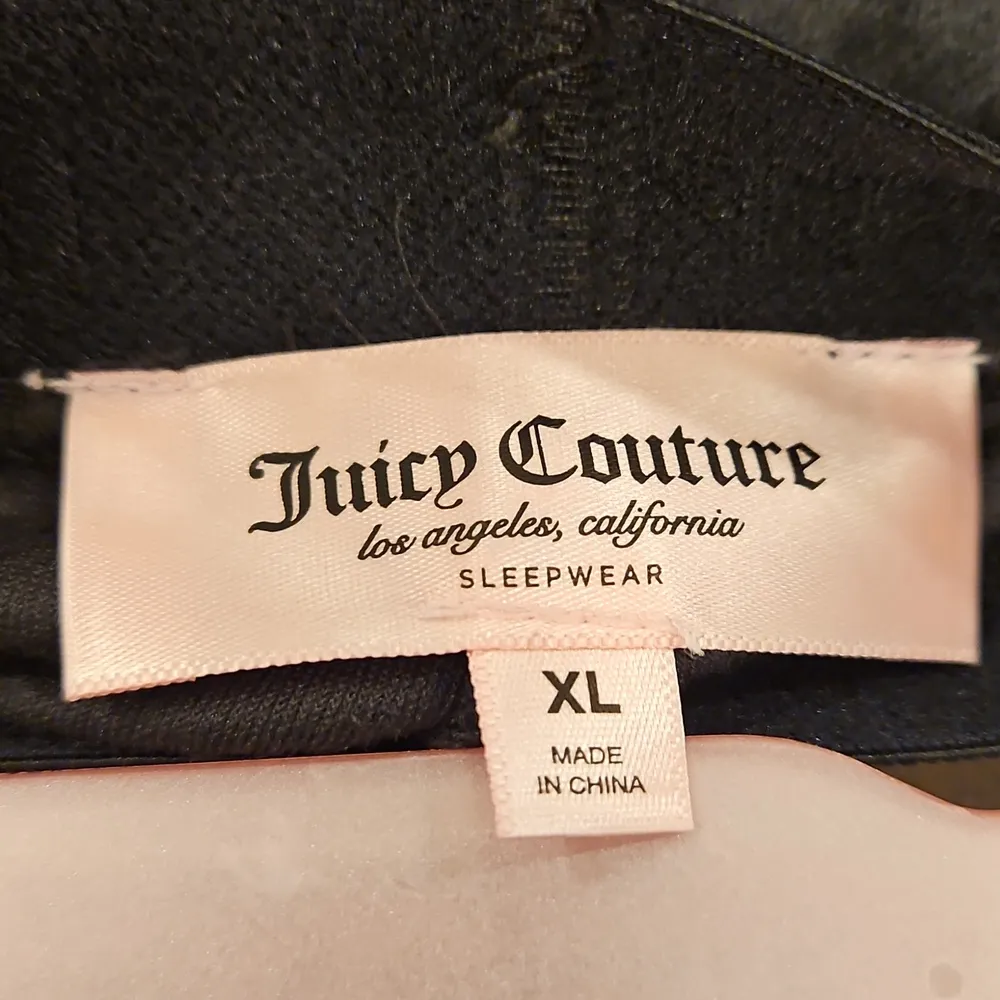 Juicy Couture
los angeles, california
SLEEPWEAR
XL
MADE
IN CHINA